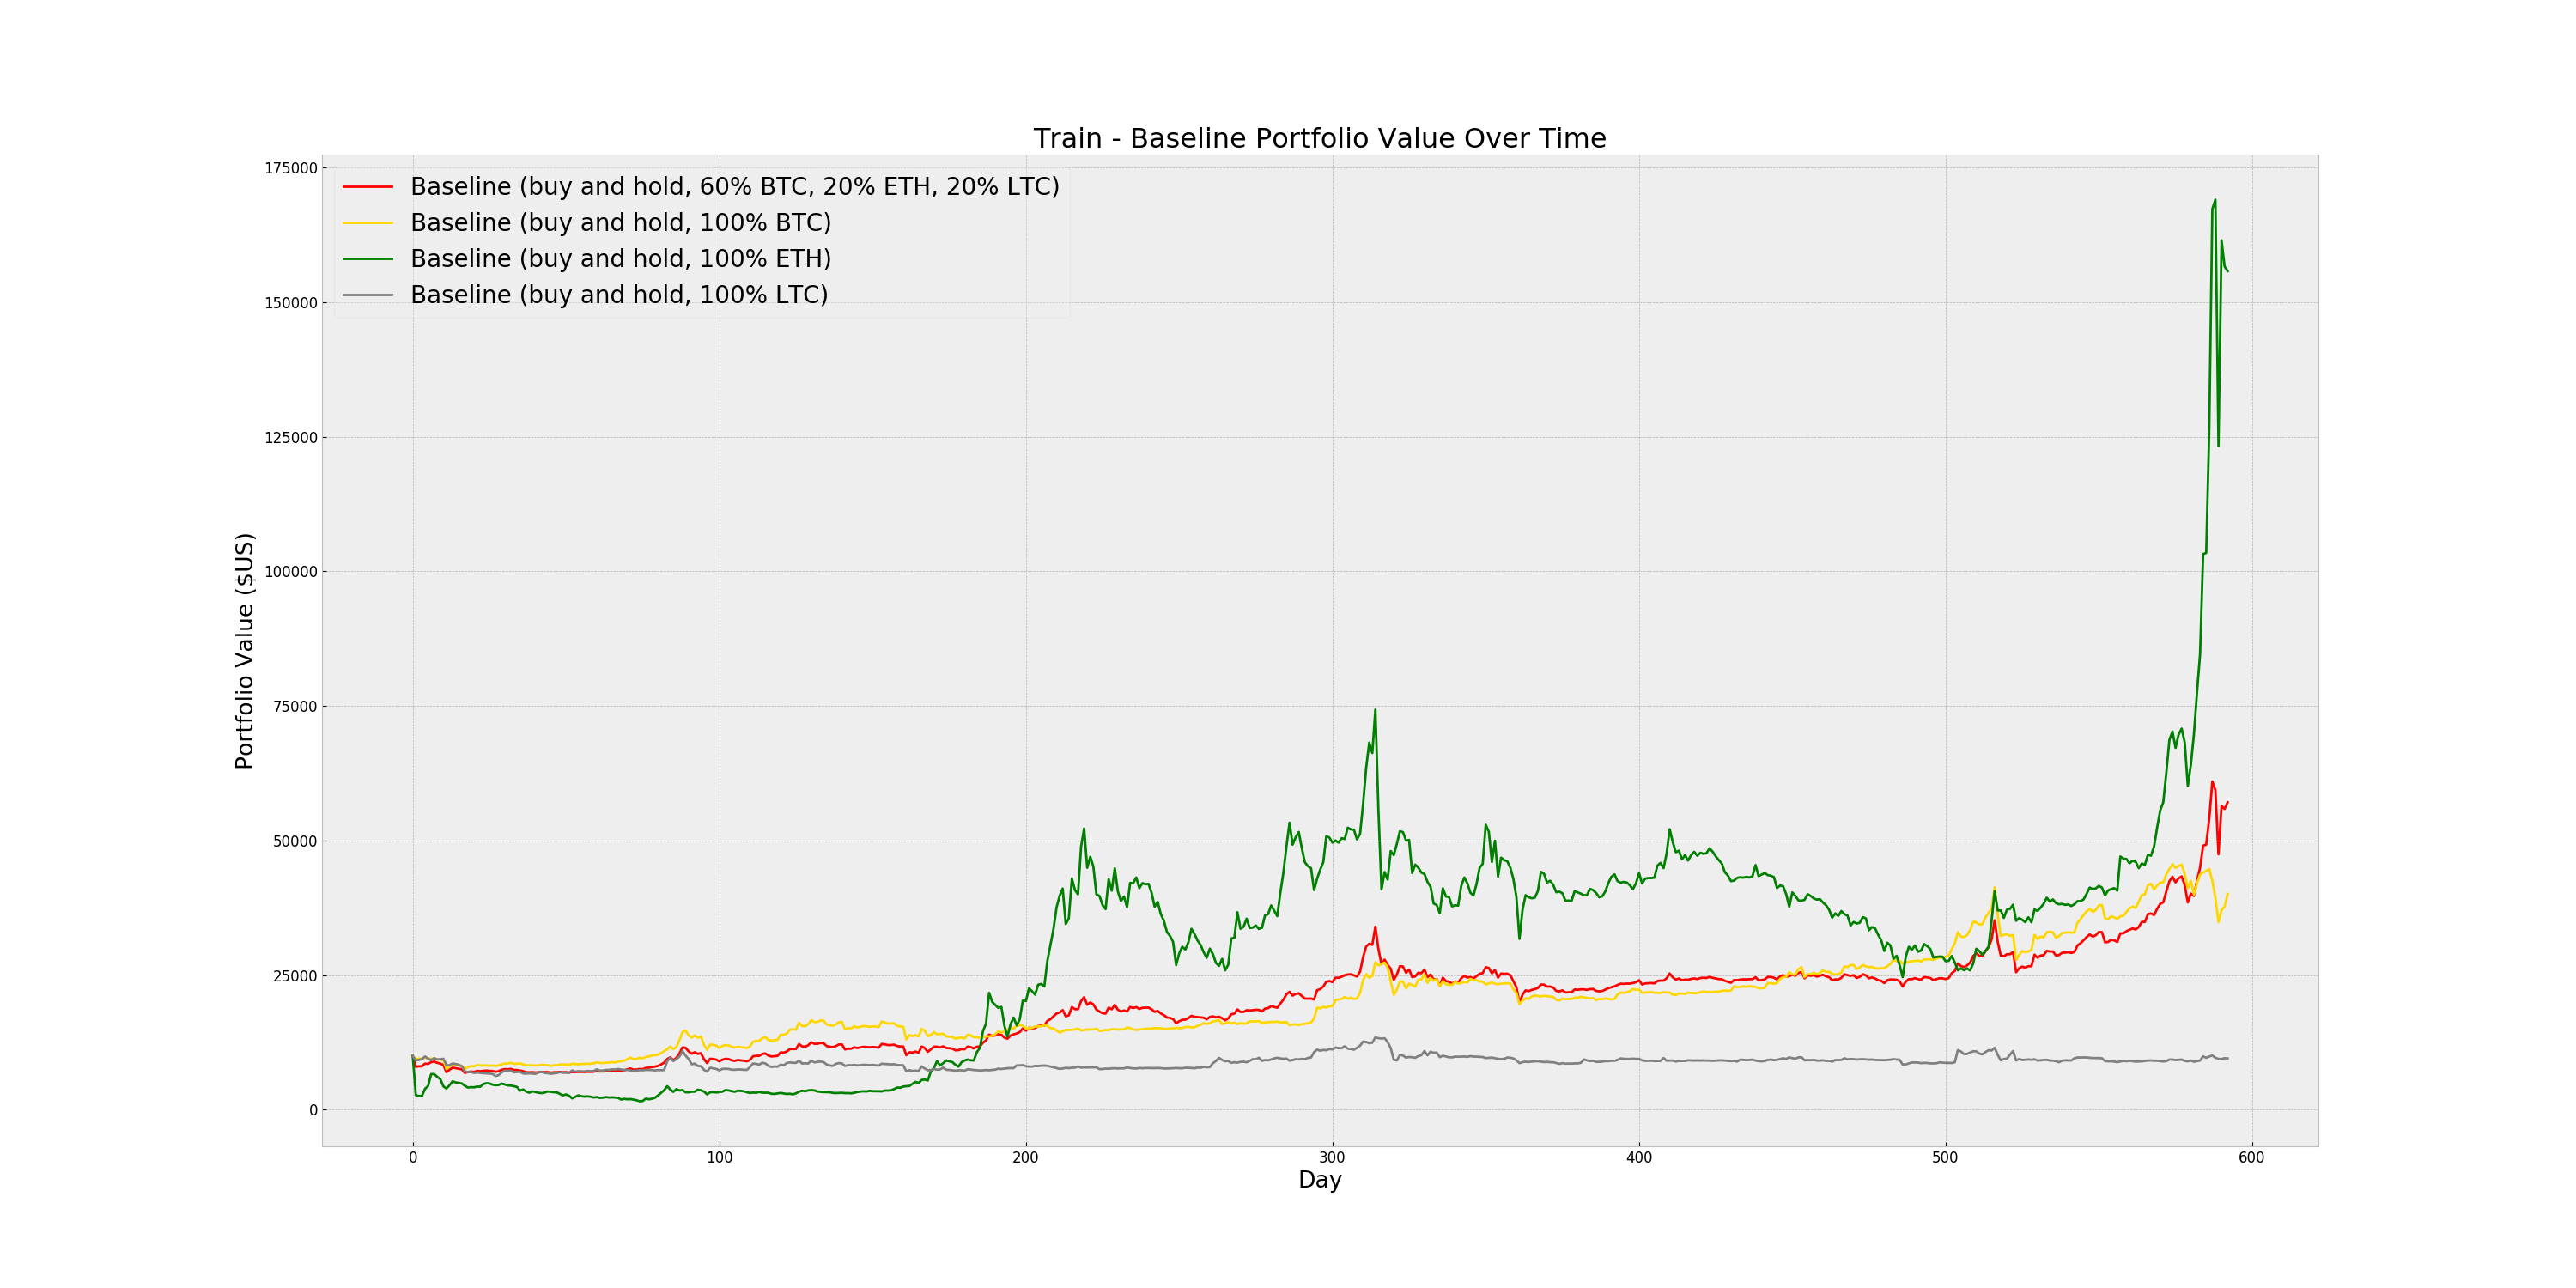 Train - Baseline Portfolio Value Over Time
175000
150000
125000
100000
75000
50000
25000
0
Portfolio Value ($US)
Baseline (buy and hold, 60% BTC, 20% ETH, 20% LTC)
Baseline (buy and hold, 100% BTC)
Baseline (buy and hold, 100% ETH)
Baseline (buy and hold, 100% LTC)
0 100 200 300 400 500 600
Day